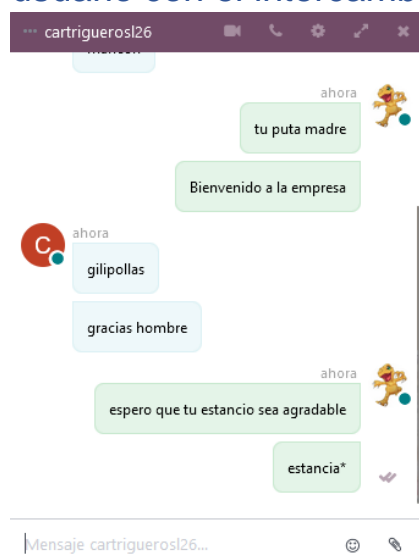 cartriguerosl26
ahora
tu puta madre
Bienvenido a la empresa
ahora
C
gilipollas
gracias hombre
ahora
espero que tu estancio sea agradable
estancia*
Mensaje cartriguerosl26...